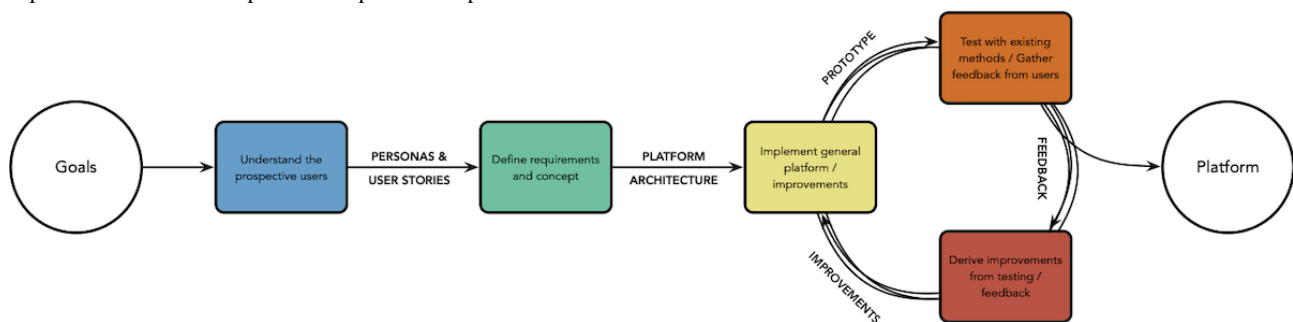 Goals
Understand the
prospective users
PERSONAS &
USER STORIES
Define requirements
and concept
PLATFORM
ARCHITECTURE
Implement general
platform /
improvements
PROTOTYPE
Test with existing
methods / Gather
feedback from users
FEEDBACK
Derive improvements
from testing /
feedback
IMPROVEMENTS
Platform